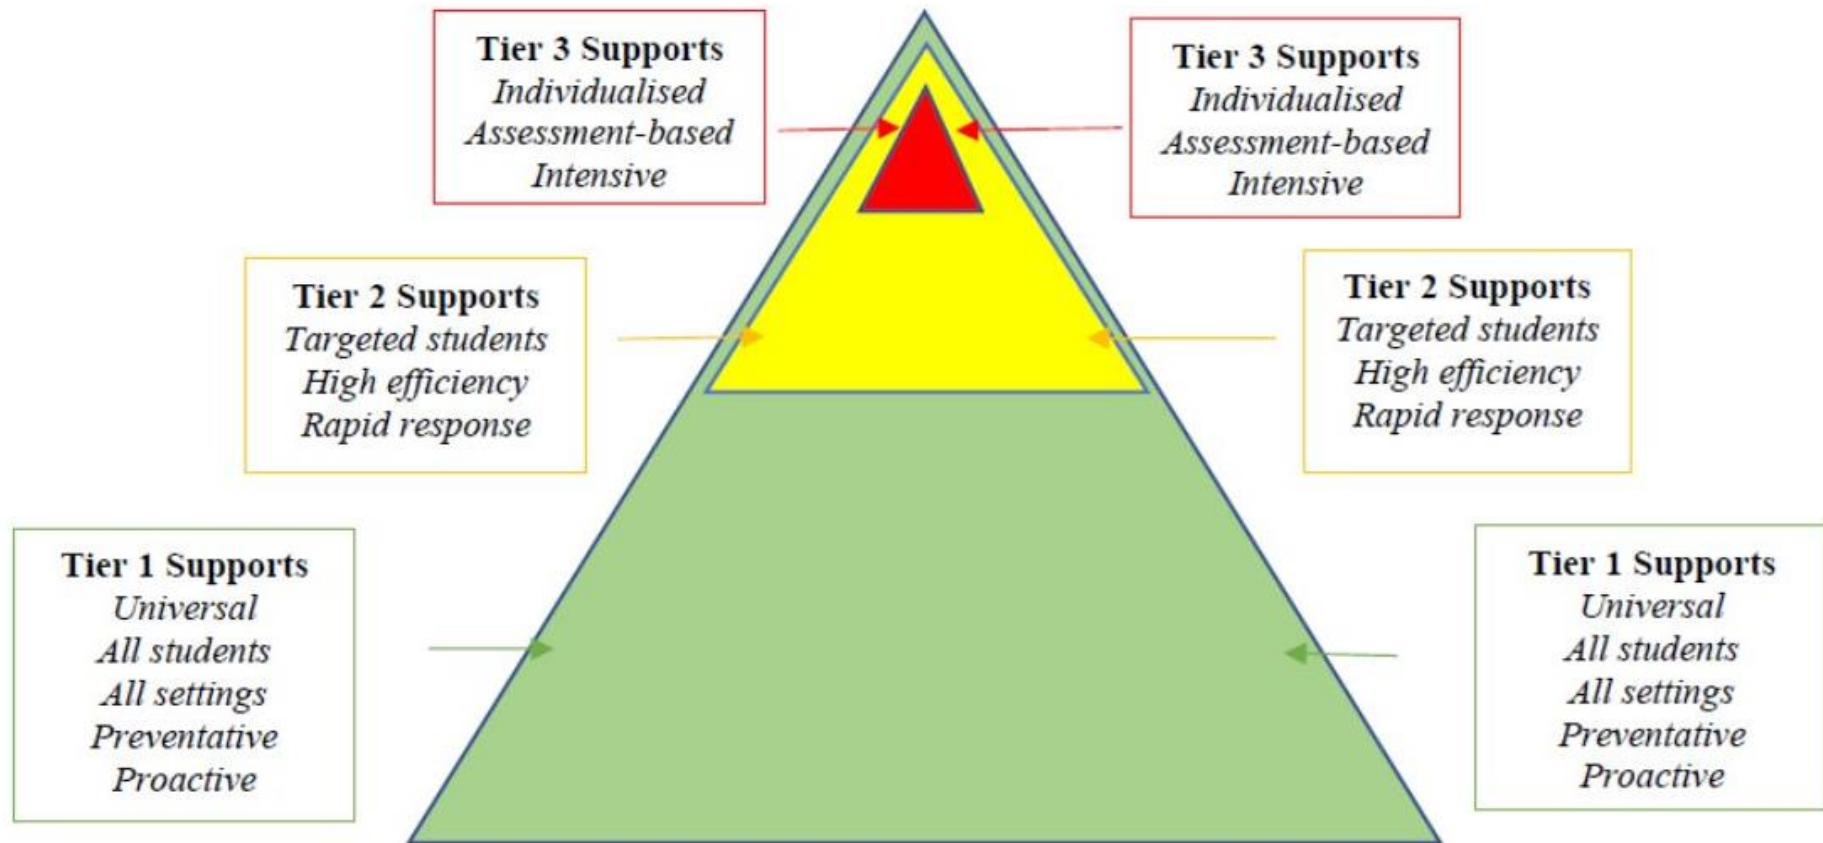 Tier 3 Supports
Individualised
Assessment-based
Intensive
Tier 3 Supports
Individualised
Assessment-based
Intensive
Tier 2 Supports
Targeted students
High efficiency
Rapid response
Tier 2 Supports
Targeted students
High efficiency
Rapid response
Tier 1 Supports
Universal
All students
All settings
Preventative
Proactive
Tier 1 Supports
Universal
All students
All settings
Preventative
Proactive